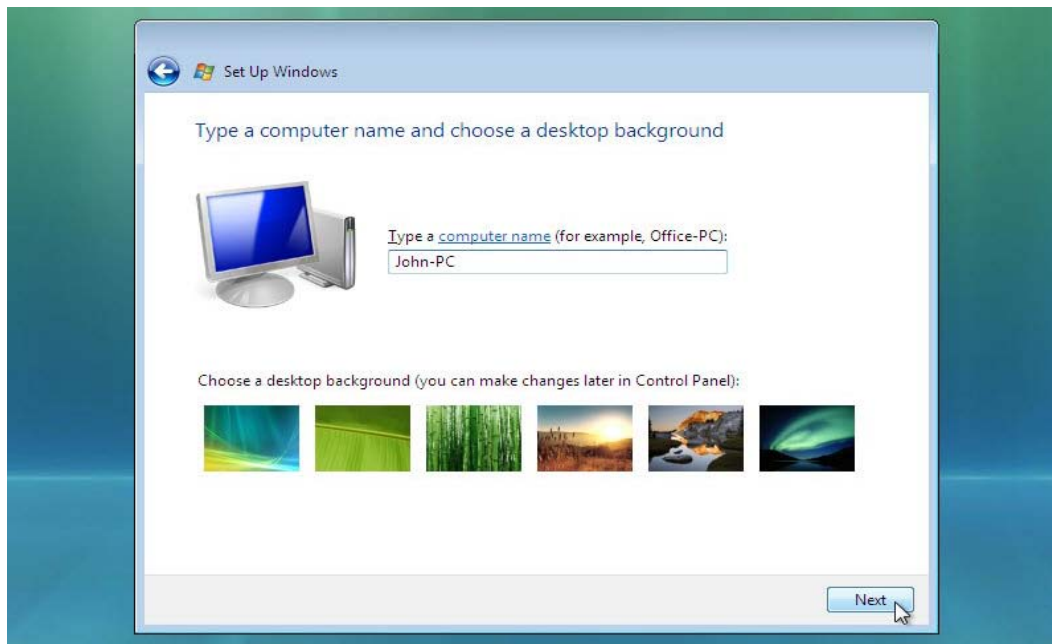 Set Up Windows
Type a computer name and choose a desktop background
Type a computer name (for example, Office-PC):
John-PC
Choose a desktop background (you can make changes later in Control Panel):
Next